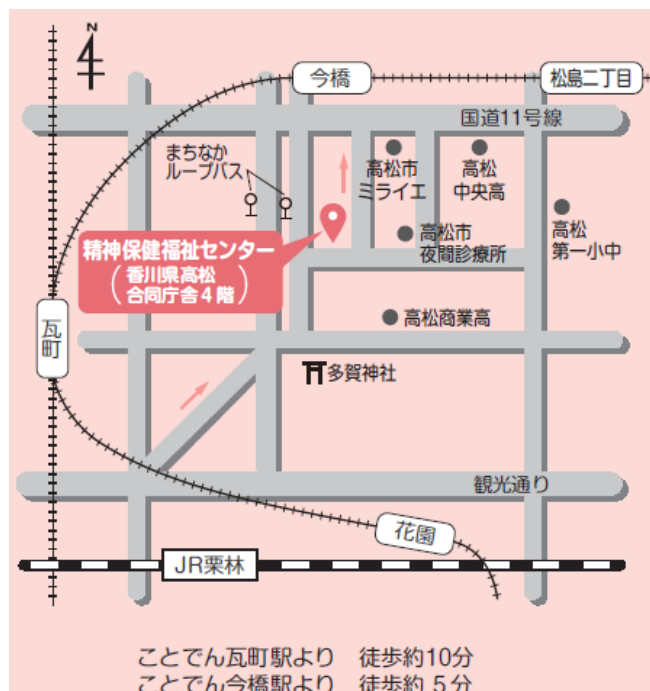 N
今橋
松島二丁目
国道11号線
まちなか
ループバス
高松市
ミライエ
高松
中央高
高松
第一小中
高松市
夜間診療所
精神保健福祉センター
(香川県高松
合同庁舎4階)
瓦町
高松商業高
多賀神社
観光通り
花園
JR栗林
ことでん瓦町駅より 徒歩約10分
ことでん今橋駅より 徒歩約 5分